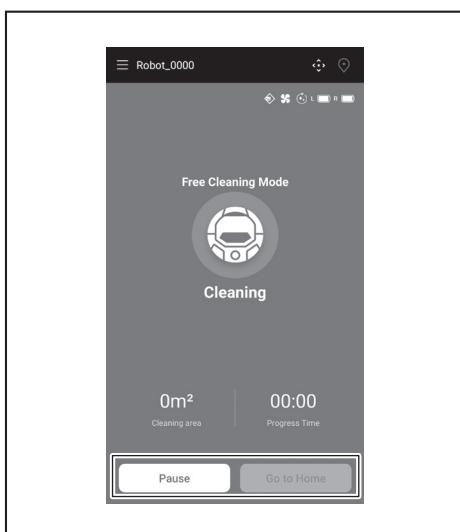 Robot_0000
L R
Free Cleaning Mode
Cleaning
0m² 00:00
Cleaning area Progress Time
Pause Go to Home